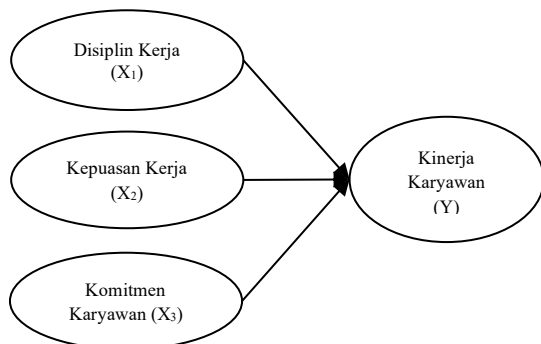 Disiplin Kerja
(X₁)
Kepuasan Kerja
(X₂)
Komitmen
Karyawan (X₃)
Kinerja
Karyawan
(Y)